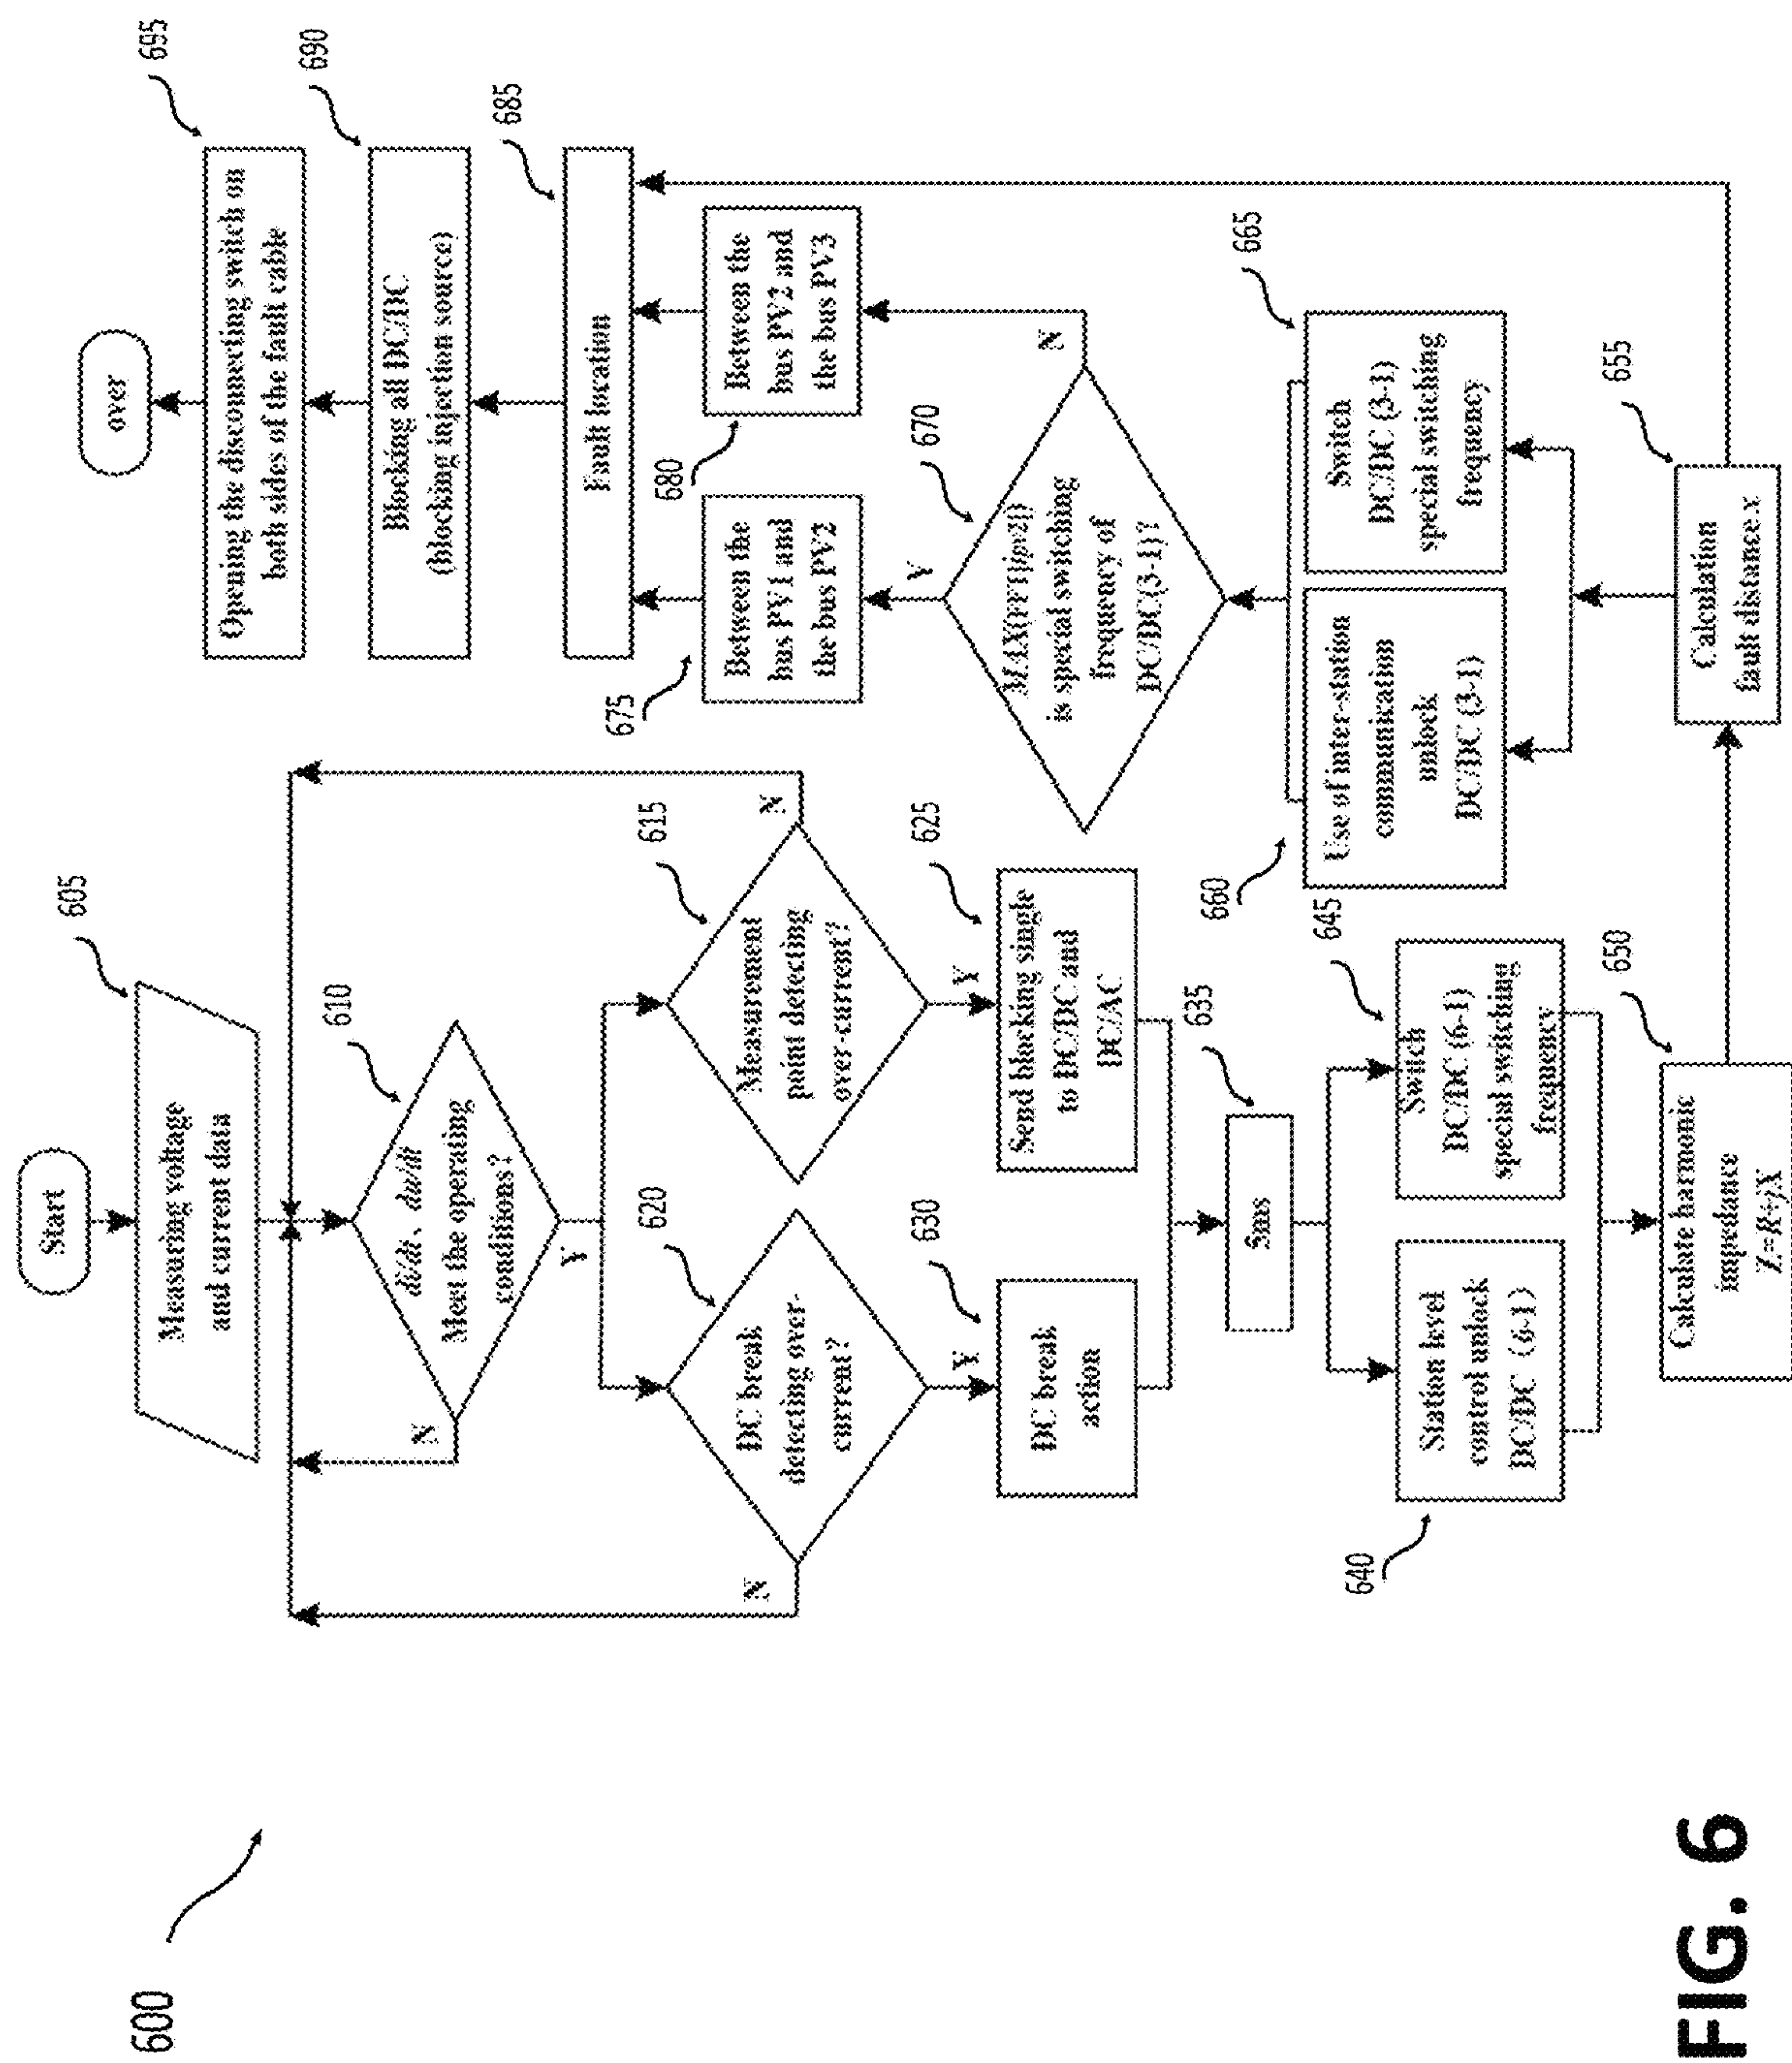 600
Start
Measuring voltage
and current data
605
di/dt、du/dt
Meet the operating
conditions?
610
N
Y
DC break
detecting over-
current?
620
N
Y
Measurement
point detecting
over-current?
615
N
Y
DC break
action
630
Send blocking single
to DC/DC and
DC/AC
625
5ms
635
Station level
control unlock
DC/DC (6-1)
640
Switch
DC/DC (6-1)
special switching
frequency
645
Calculate harmonic
impedance
Z=R+jX
650
Calculation
fault distance x
655
Use of inter-station
communication
unlock
DC/DC (3-1)
660
Switch
DC/DC (3-1)
special switching
frequency
665
MAX(FFT[ipv2])
is special switching
frequency of
DC/DC(3-1)?
670
Y
N
Between the
bus PV1 and
the bus PV2
675
Between the
bus PV2 and
the bus PV3
680
Fault location
685
Blocking all DC/DC
(blocking injection source)
690
Opening the disconnecting switch on
both sides of the fault cable
695
over
FIG. 6